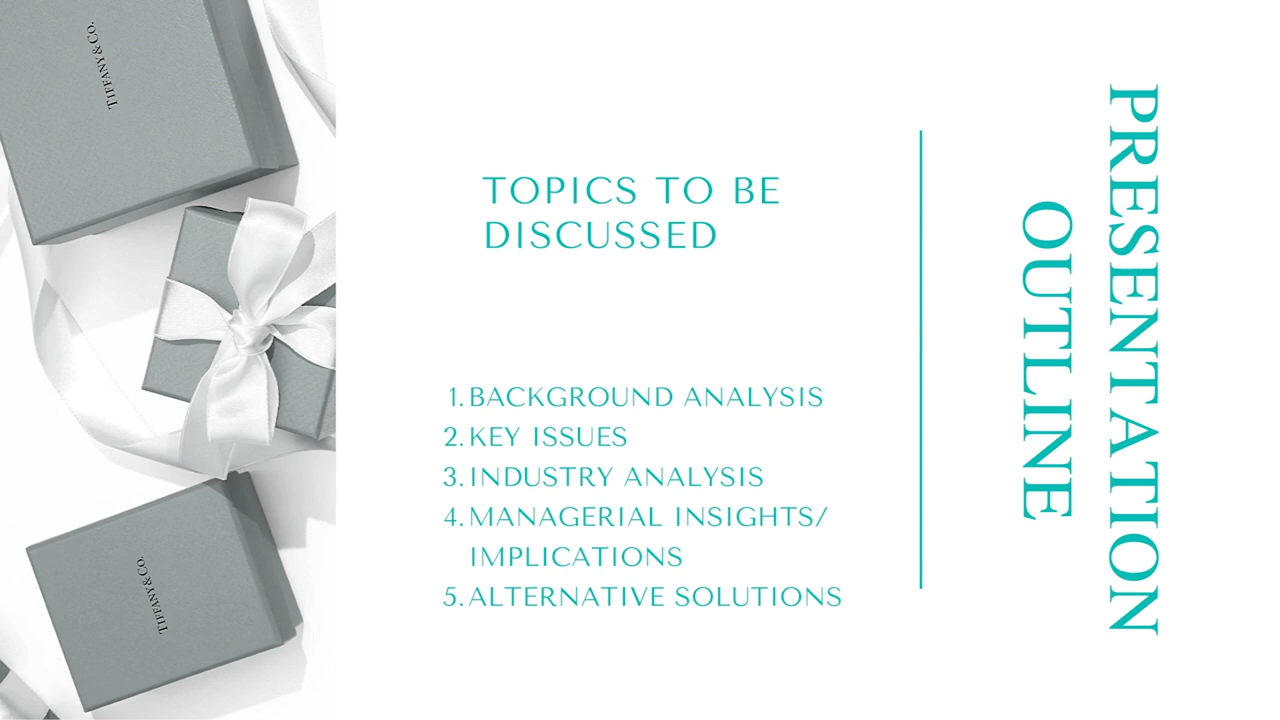 TIFFANY & CO.
TIFFANY & CO.
TOPICS TO BE
DISCUSSED
1. BACKGROUND ANALYSIS
2. KEY ISSUES
3. INDUSTRY ANALYSIS
4. MANAGERIAL INSIGHTS/
IMPLICATIONS
5. ALTERNATIVE SOLUTIONS
PRESENTATION
OUTLINE